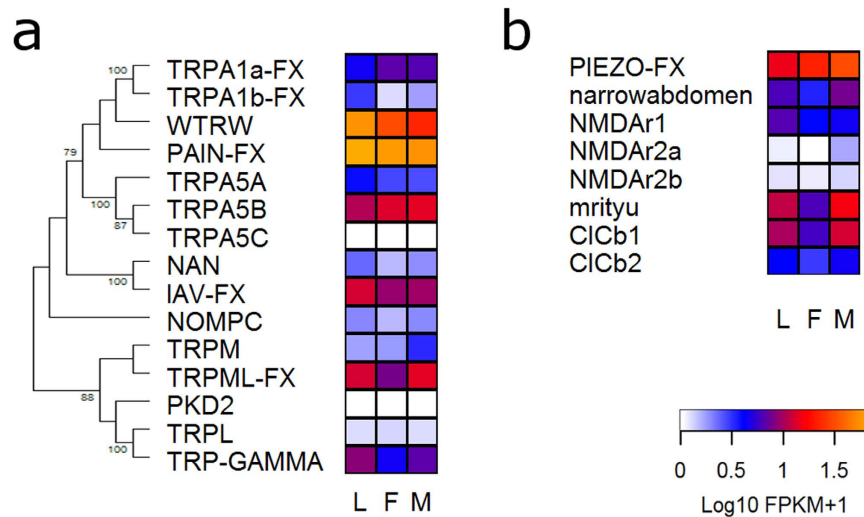 a
100
79
100
87
100
88
100
TRPA1a-FX
TRPA1b-FX
WTRW
PAIN-FX
TRPA5A
TRPA5B
TRPA5C
NAN
IAV-FX
NOMPC
TRPM
TRPML-FX
PKD2
TRPL
TRP-GAMMA
L F M
b
PIEZO-FX
narrowabdomen
NMDAr1
NMDAr2a
NMDAr2b
mrityu
ClCb1
ClCb2
L F M
0 0.5 1 1.5
Log10 FPKM+1